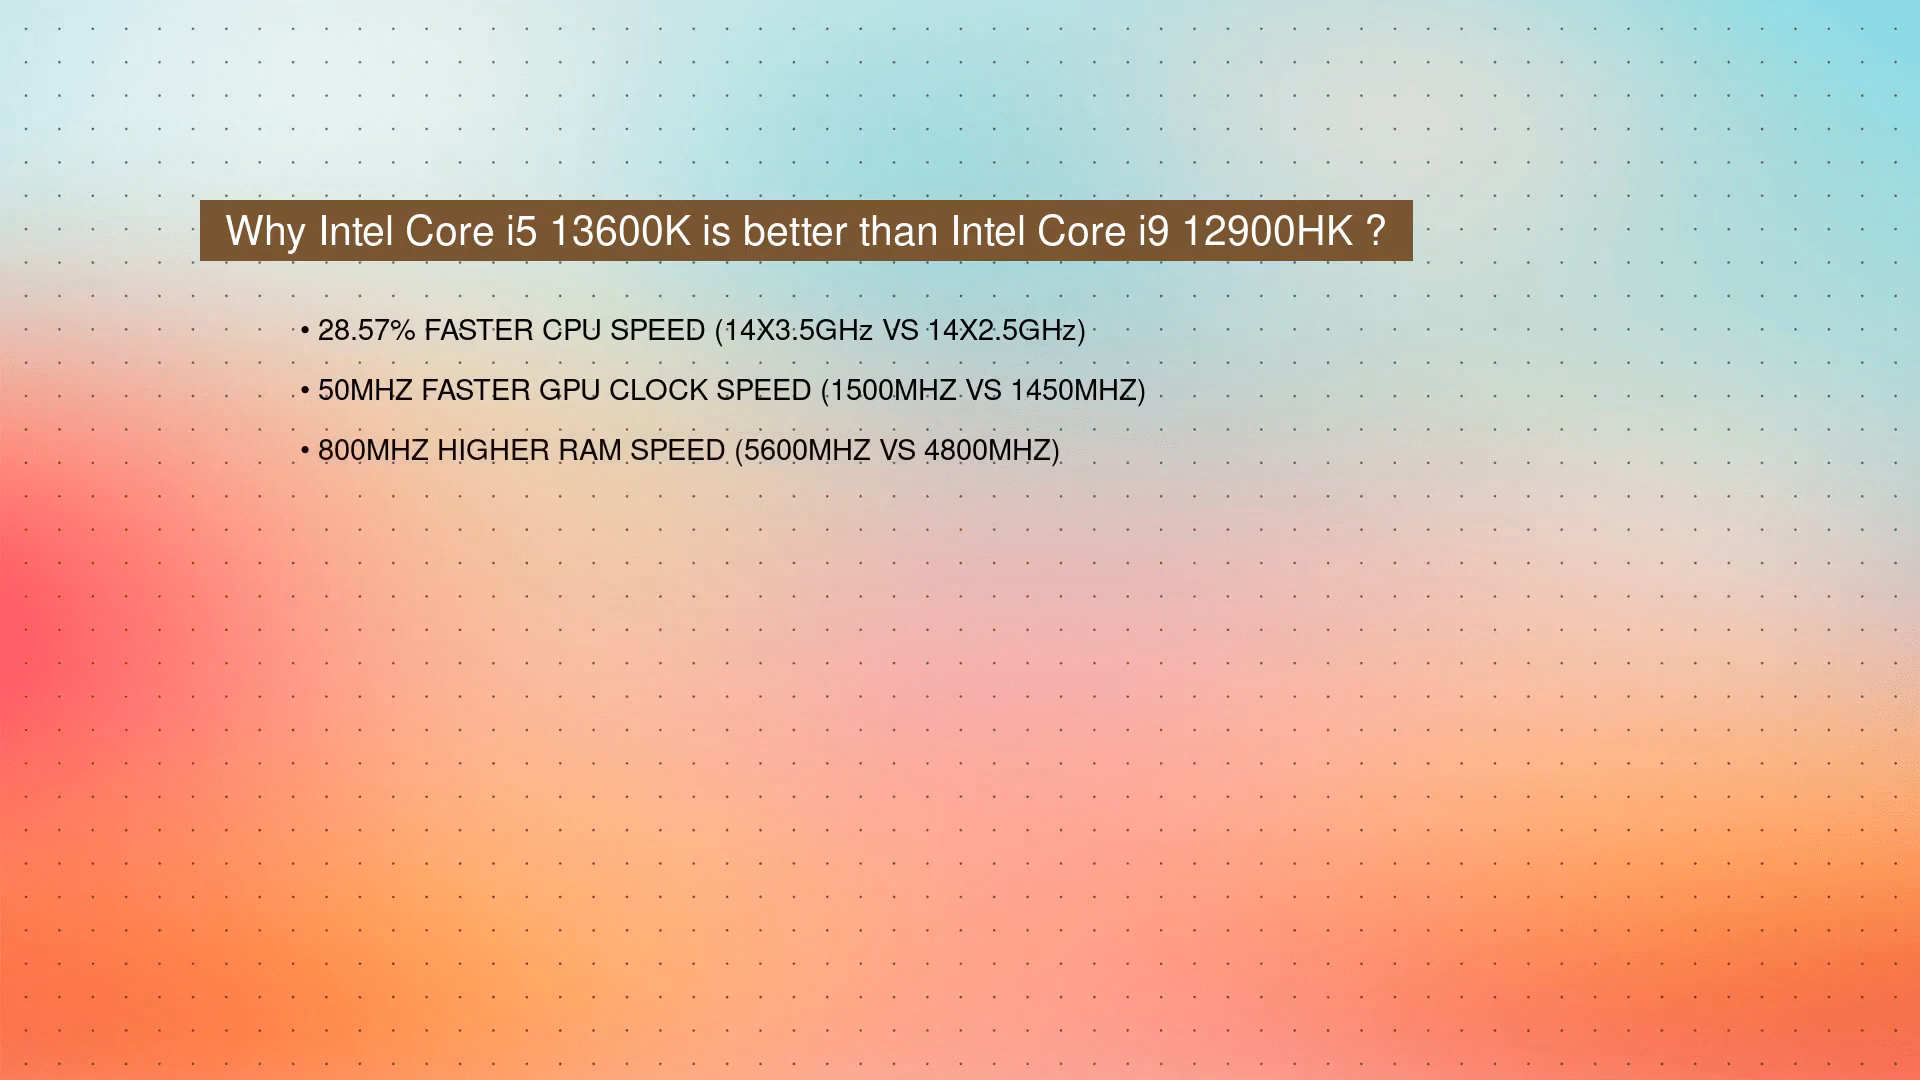 Why Intel Core i5 13600K is better than Intel Core i9 12900HK ?
• 28.57% FASTER CPU SPEED (14X3.5GHz VS 14X2.5GHz)
• 50MHZ FASTER GPU CLOCK SPEED (1500MHZ VS 1450MHZ)
• 800MHZ HIGHER RAM SPEED (5600MHZ VS 4800MHZ)